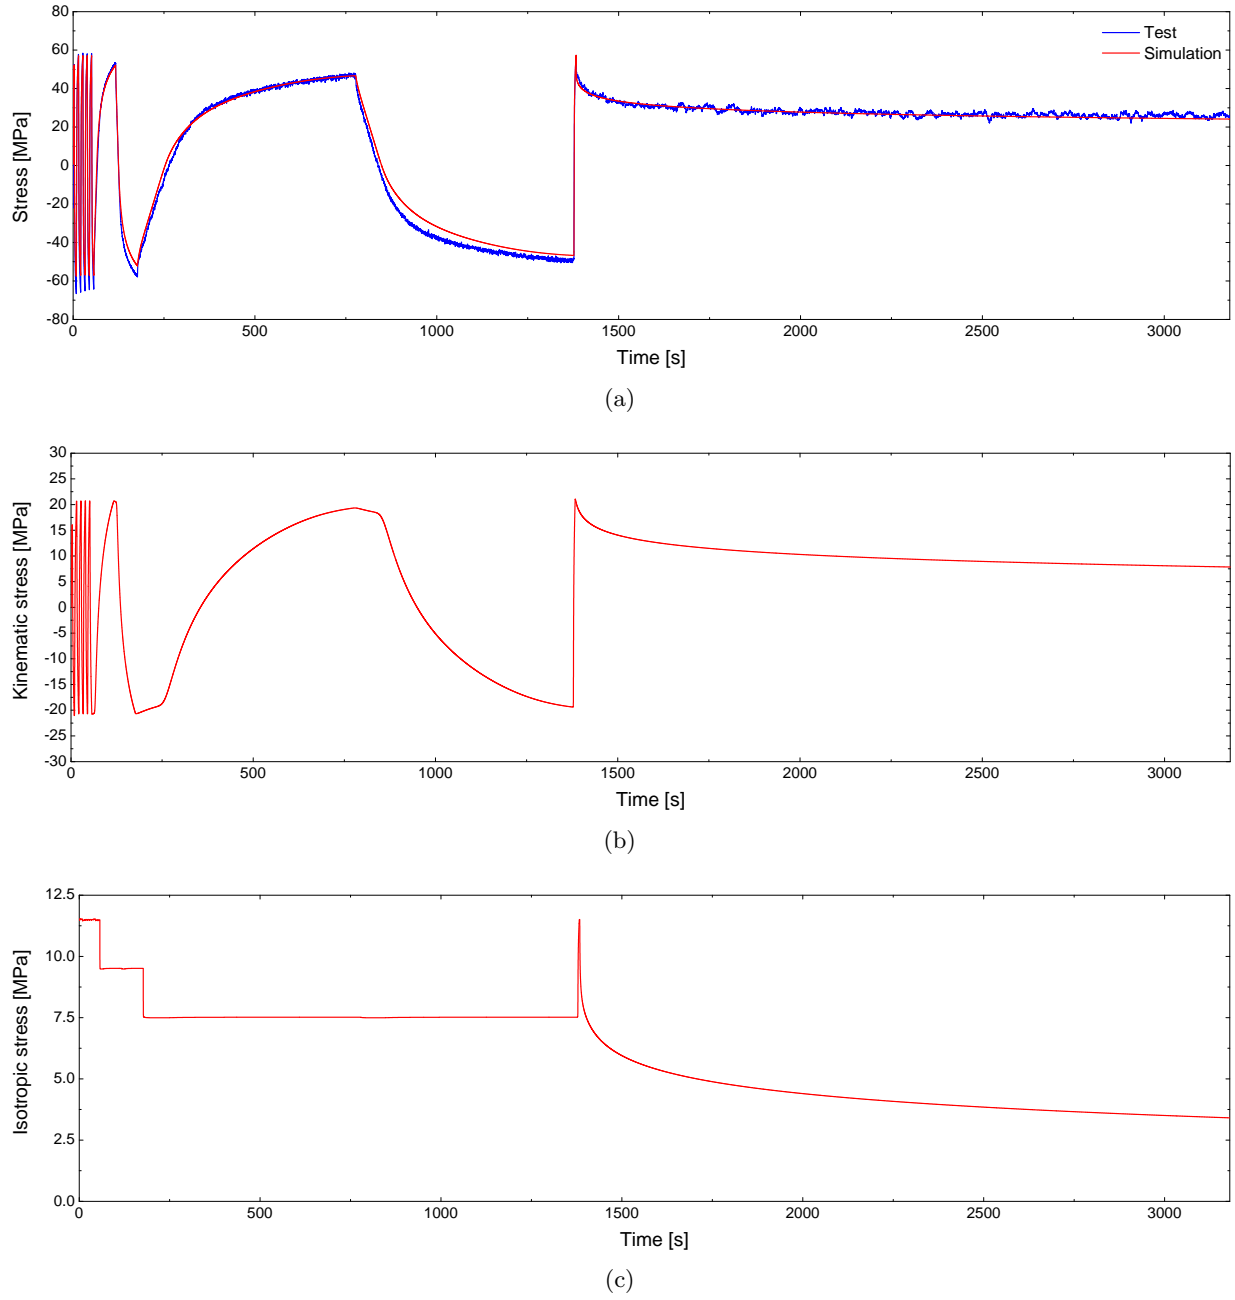 80
60
40
20
0
-20
-40
-60
-80
Stress [MPa]
Test
Simulation
0 500 1000 1500 2000 2500 3000
Time [s]
(a)
30
25
20
15
10
5
0
-5
-10
-15
-20
-25
-30
Kinematic stress [MPa]
0 500 1000 1500 2000 2500 3000
Time [s]
(b)
12.5
10.0
7.5
5.0
2.5
0.0
Isotropic stress [MPa]
0 500 1000 1500 2000 2500 3000
Time [s]
(c)